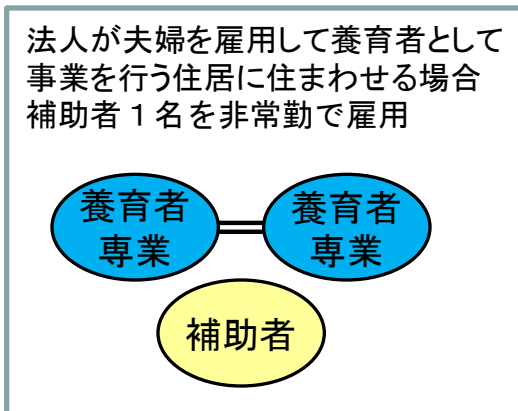 法人が夫婦を雇用して養育者として
事業を行う住居に住まわせる場合
補助者１名を非常勤で雇用
養育者
専業
養育者
専業
補助者